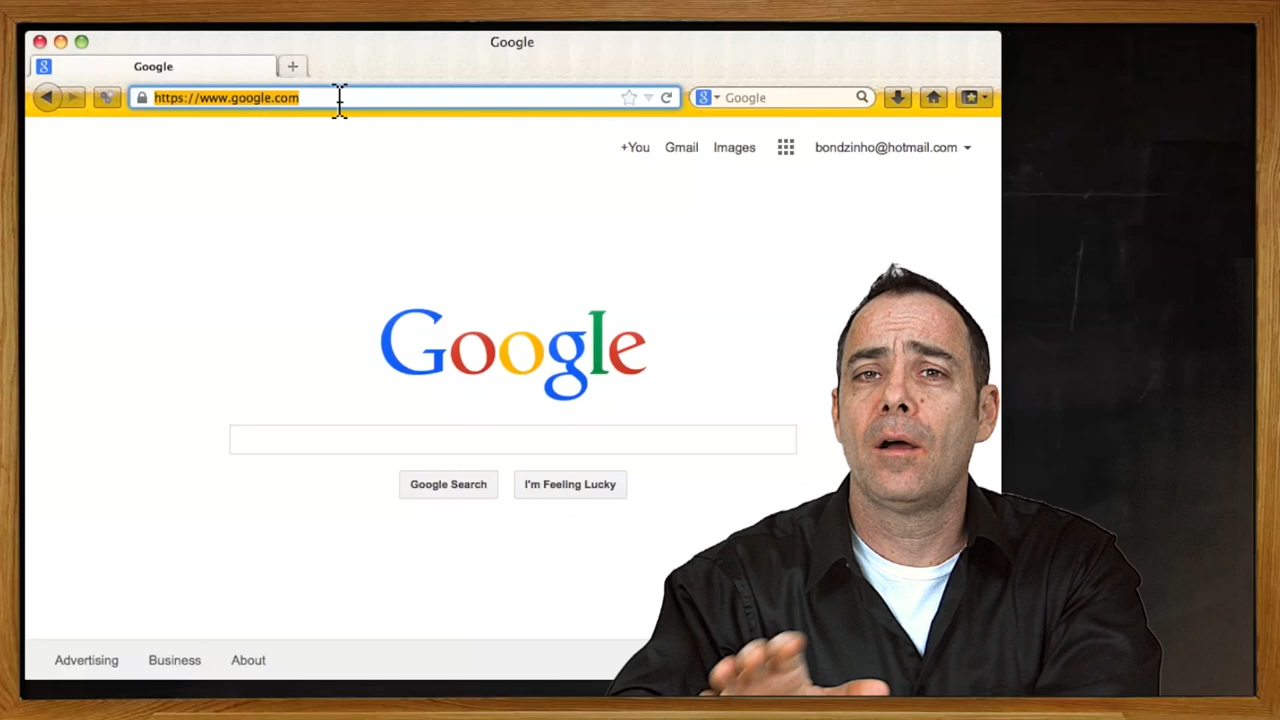 Google
Google
https://www.google.com
Google
+You Gmail Images bondzinho@hotmail.com
Google
Google Search I'm Feeling Lucky
Advertising Business About